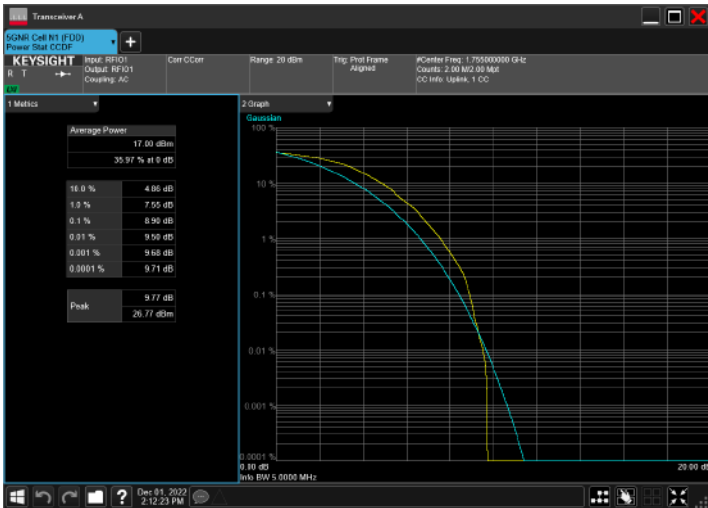 Transceiver A
5GNR Cell N1 (FDD)
Power Stat CCDF
KEYSIGHT
R T
Input: RFIO1
Output: RFIO1
Coupling: AC
Corr CCorr
Range: 20 dBm
Trig: Prot Frame
Aligned
#Center Freq: 1.755000000 GHz
Counts: 2.00 M/2.00 Mpt
CC Info: Uplink, 1 CC
1 Metrics
Average Power
17.00 dBm
35.97 % at 0 dB
10.0 % 4.86 dB
1.0 % 7.55 dB
0.1 % 8.90 dB
0.01 % 9.50 dB
0.001 % 9.68 dB
0.0001 % 9.71 dB
Peak
9.77 dB
26.77 dBm
2 Graph
Gaussian
100 %
10 %
1 %
0.1 %
0.01 %
0.001 %
0.0001 %
0.00 dB
20.00 dB
Info BW 5.0000 MHz
?
Dec 01, 2022
2:12:23 PM